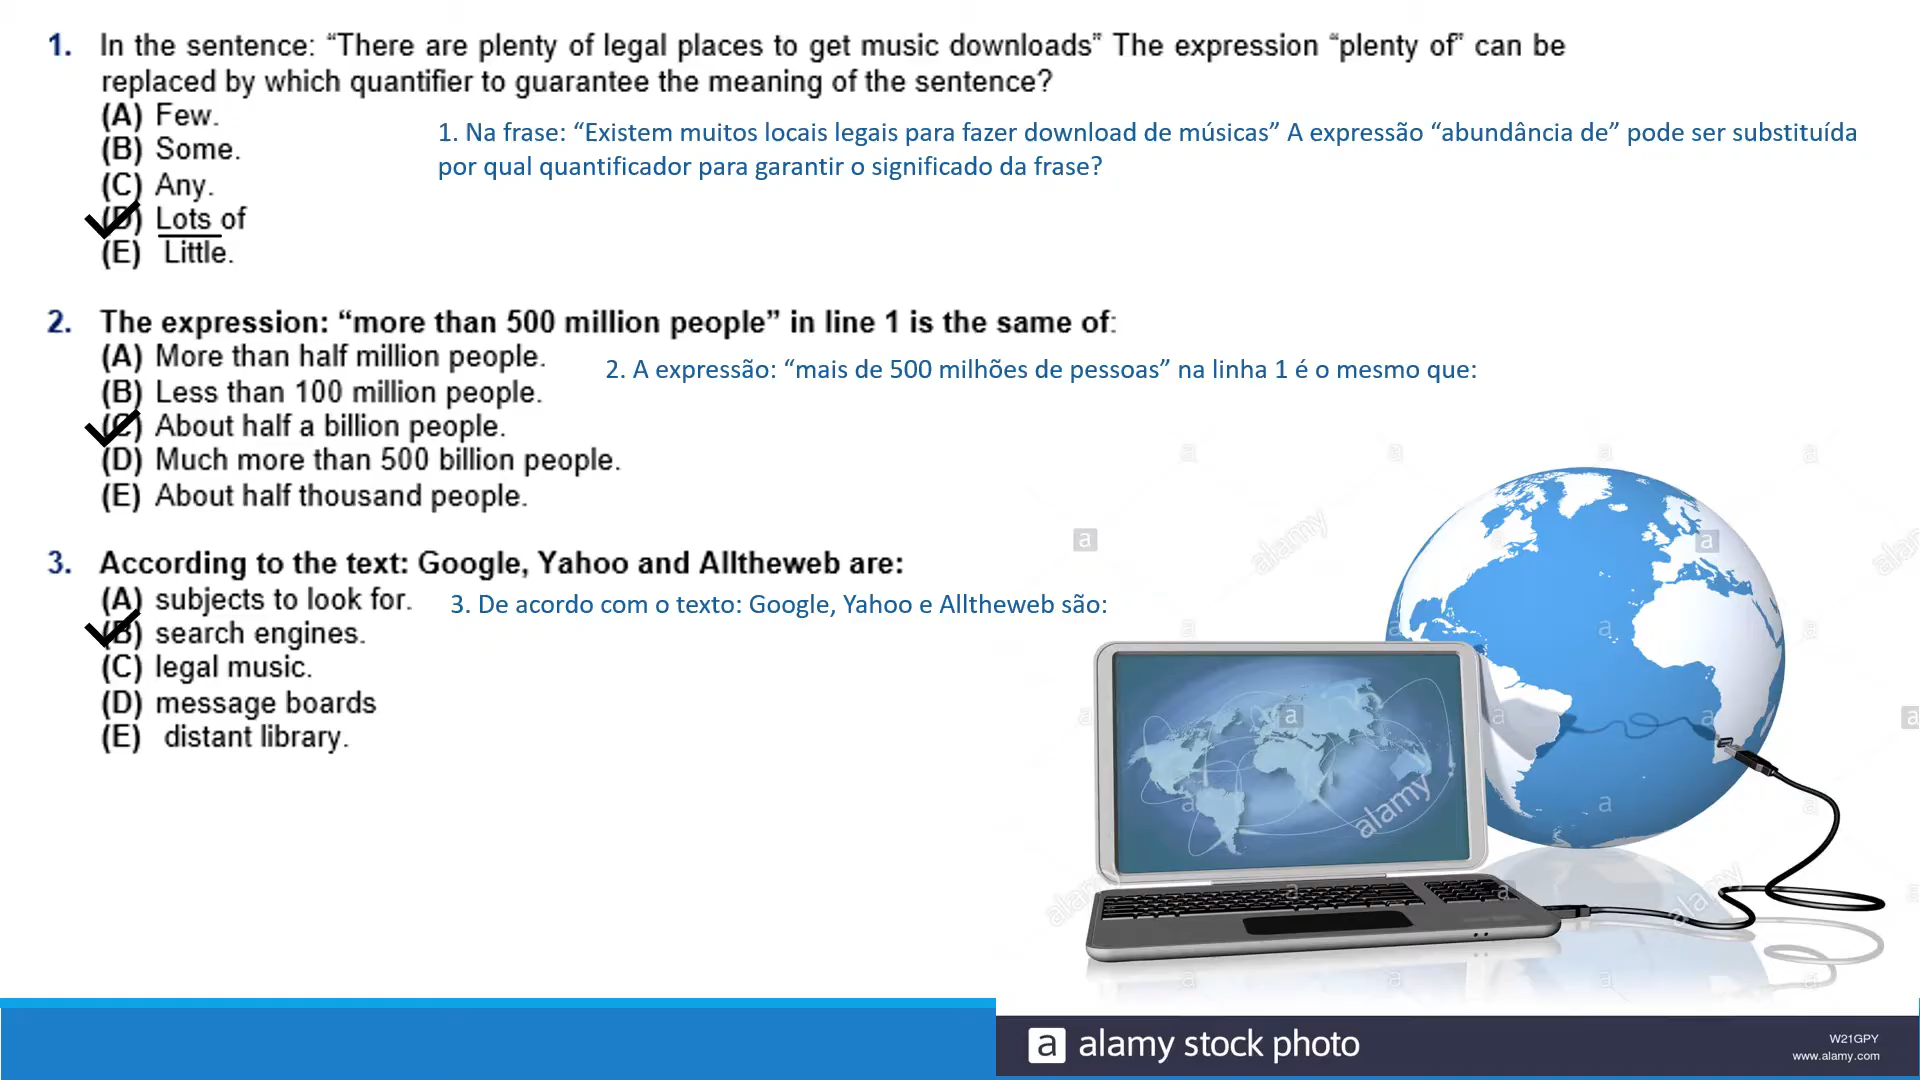 1. In the sentence: “There are plenty of legal places to get music downloads” The expression “plenty of” can be
replaced by which quantifier to guarantee the meaning of the sentence?
(A) Few.
(B) Some.
(C) Any.
(D) Lots of
(E) Little.
1. Na frase: “Existem muitos locais legais para fazer download de músicas” A expressão “abundância de” pode ser substituída
por qual quantificador para garantir o significado da frase?
2. The expression: “more than 500 million people” in line 1 is the same of:
(A) More than half million people.
(B) Less than 100 million people.
(C) About half a billion people.
(D) Much more than 500 billion people.
(E) About half thousand people.
2. A expressão: “mais de 500 milhões de pessoas” na linha 1 é o mesmo que:
3. According to the text: Google, Yahoo and Alltheweb are:
(A) subjects to look for.
(B) search engines.
(C) legal music.
(D) message boards
(E) distant library.
3. De acordo com o texto: Google, Yahoo e Alltheweb são:
alamy
alamy
a alamy stock photo
W21GPY
www.alamy.com